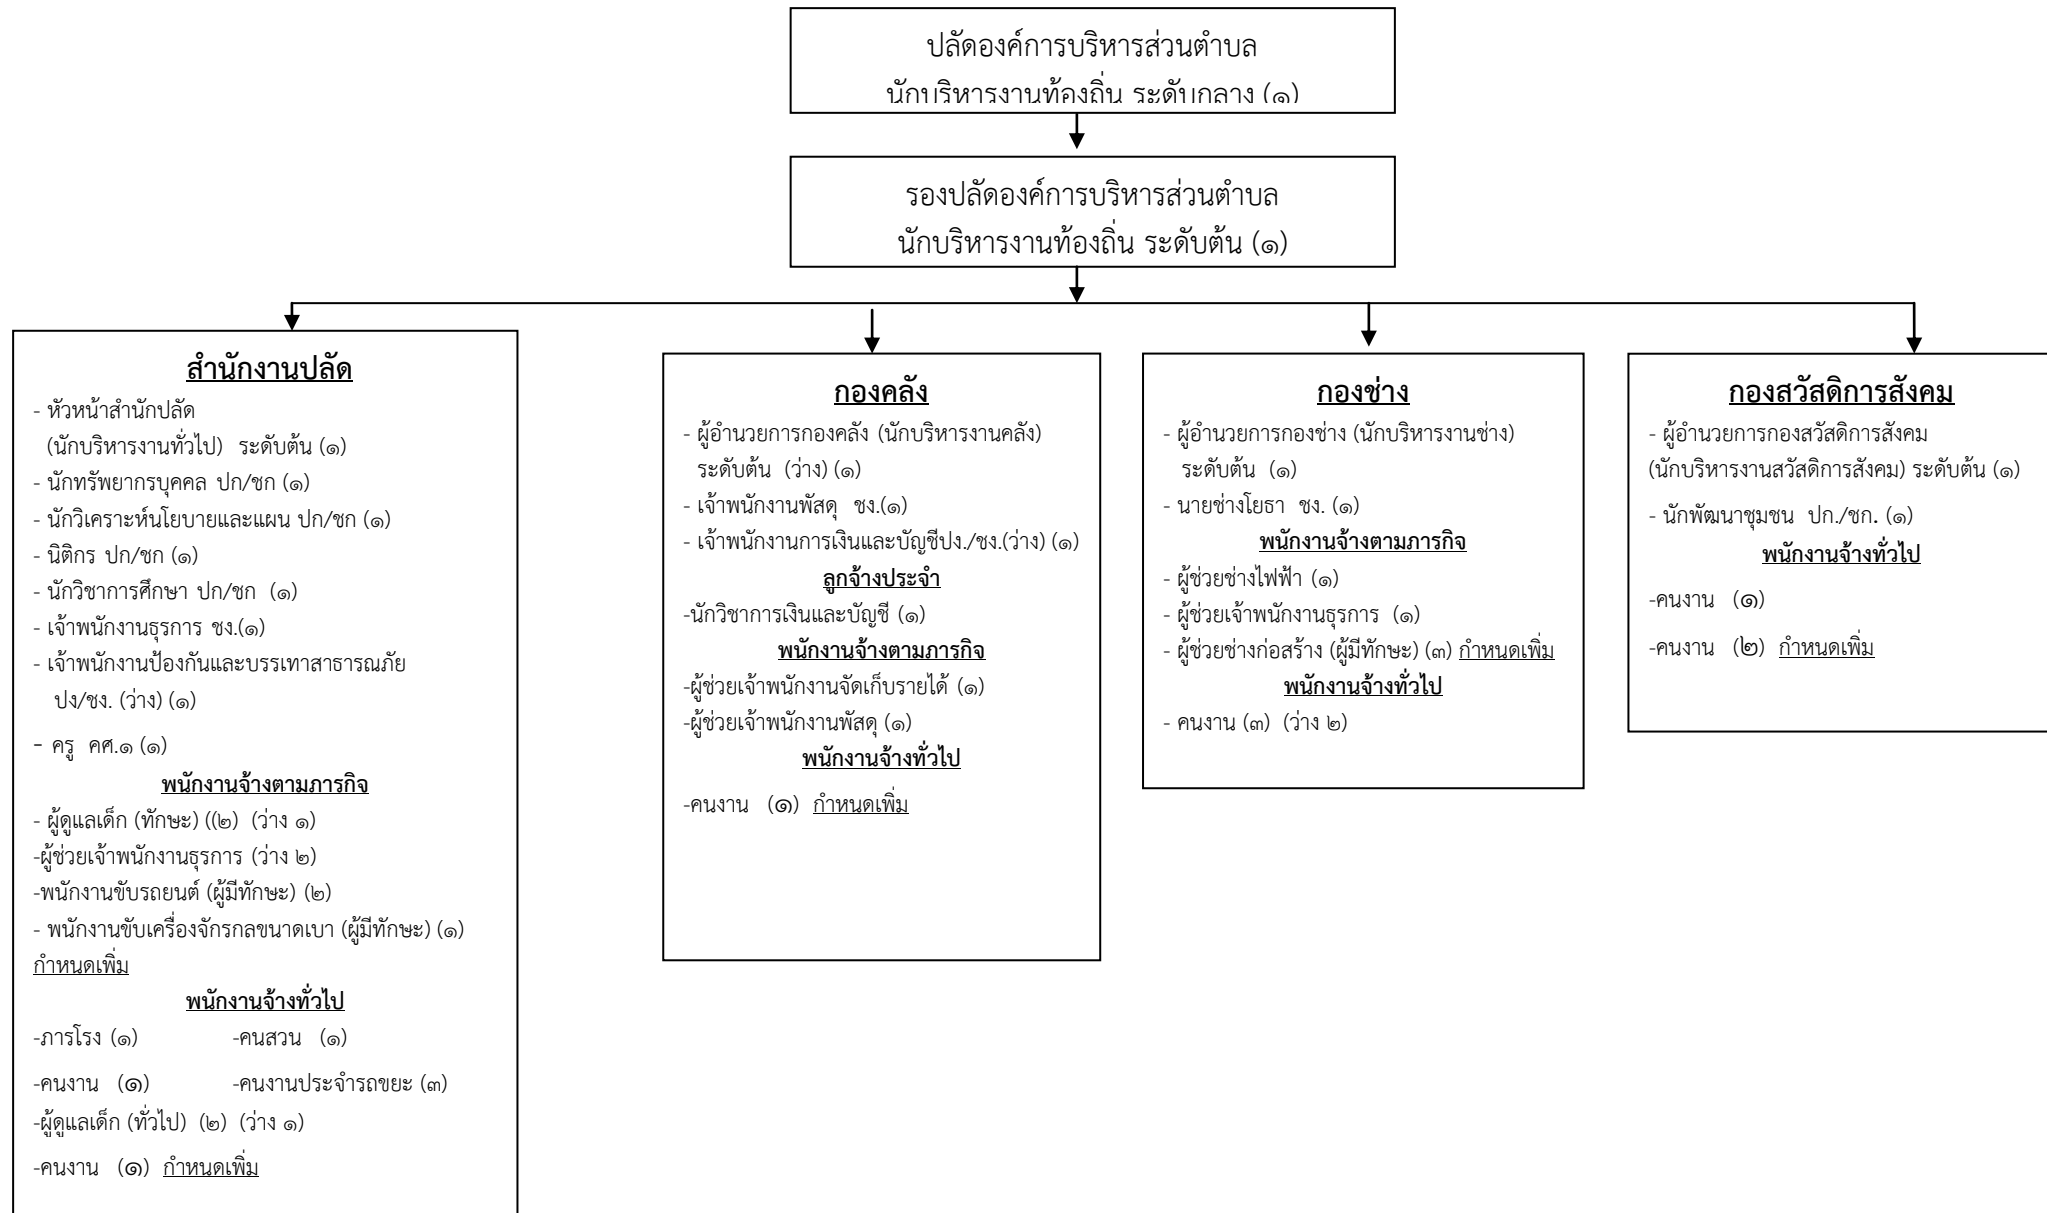 ปลัดองค์การบริหารส่วนตำบล
นักบริหารงานท้องถิ่น ระดับกลาง (๑)
รองปลัดองค์การบริหารส่วนตำบล
นักบริหารงานท้องถิ่น ระดับต้น (๑)
สำนักงานปลัด
- หัวหน้าสำนักปลัด
(นักบริหารงานทั่วไป) ระดับต้น (๑)
- นักทรัพยากรบุคคล ปก/ชก (๑)
- นักวิเคราะห์นโยบายและแผน ปก/ชก (๑)
- นิติกร ปก/ชก (๑)
- นักวิชาการศึกษา ปก/ชก (๑)
- เจ้าพนักงานธุรการ ชง.(๑)
- เจ้าพนักงานป้องกันและบรรเทาสาธารณภัย
ปง/ชง. (ว่าง) (๑)
- ครู คศ.๑ (๑)
พนักงานจ้างตามภารกิจ
- ผู้ดูแลเด็ก (ทักษะ) ((๒) (ว่าง ๑)
-ผู้ช่วยเจ้าพนักงานธุรการ (ว่าง ๒)
-พนักงานขับรถยนต์ (ผู้มีทักษะ) (๒)
- พนักงานขับเครื่องจักรกลขนาดเบา (ผู้มีทักษะ) (๑)
กำหนดเพิ่ม
พนักงานจ้างทั่วไป
-ภารโรง (๑) -คนสวน (๑)
-คนงาน (๑) -คนงานประจำรถขยะ (๓)
-ผู้ดูแลเด็ก (ทั่วไป) (๒) (ว่าง ๑)
-คนงาน (๑) กำหนดเพิ่ม
กองคลัง
- ผู้อำนวยการกองคลัง (นักบริหารงานคลัง)
ระดับต้น (ว่าง) (๑)
- เจ้าพนักงานพัสดุ ชง.(๑)
- เจ้าพนักงานการเงินและบัญชีปง./ชง.(ว่าง) (๑)
ลูกจ้างประจำ
-นักวิชาการเงินและบัญชี (๑)
พนักงานจ้างตามภารกิจ
-ผู้ช่วยเจ้าพนักงานจัดเก็บรายได้ (๑)
-ผู้ช่วยเจ้าพนักงานพัสดุ (๑)
พนักงานจ้างทั่วไป
-คนงาน (๑) กำหนดเพิ่ม
กองช่าง
- ผู้อำนวยการกองช่าง (นักบริหารงานช่าง)
ระดับต้น (๑)
- นายช่างโยธา ชง. (๑)
พนักงานจ้างตามภารกิจ
- ผู้ช่วยช่างไฟฟ้า (๑)
- ผู้ช่วยเจ้าพนักงานธุรการ (๑)
- ผู้ช่วยช่างก่อสร้าง (ผู้มีทักษะ) (๓) กำหนดเพิ่ม
พนักงานจ้างทั่วไป
- คนงาน (๓) (ว่าง ๒)
กองสวัสดิการสังคม
- ผู้อำนวยการกองสวัสดิการสังคม
(นักบริหารงานสวัสดิการสังคม) ระดับต้น (๑)
- นักพัฒนาชุมชน ปก./ชก. (๑)
พนักงานจ้างทั่วไป
-คนงาน (๑)
-คนงาน (๒) กำหนดเพิ่ม